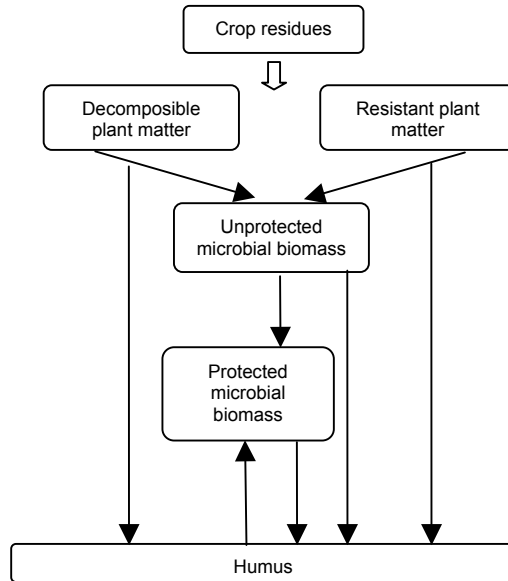 Crop residues
Decomposible
plant matter
Resistant plant
matter
Unprotected
microbial biomass
Protected
microbial
biomass
Humus